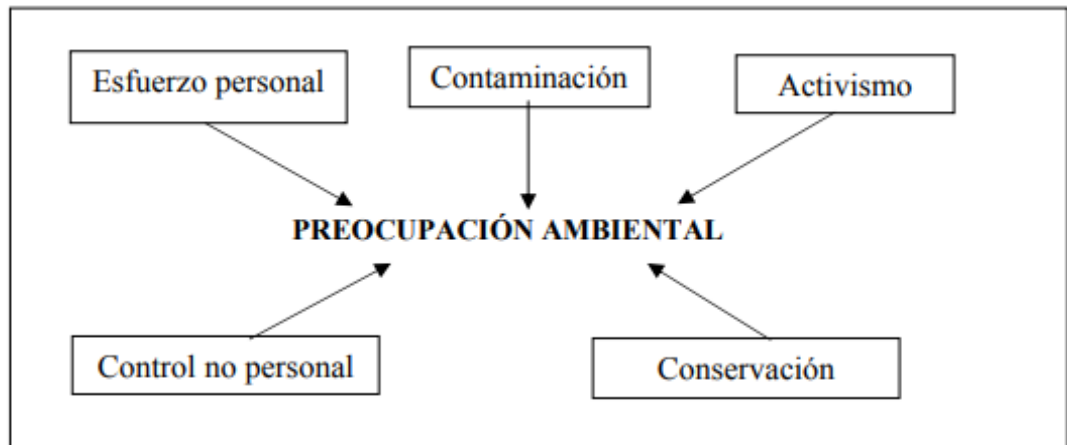 Esfuerzo personal
Contaminación
Activismo
PREOCUPACIÓN AMBIENTAL
Control no personal
Conservación